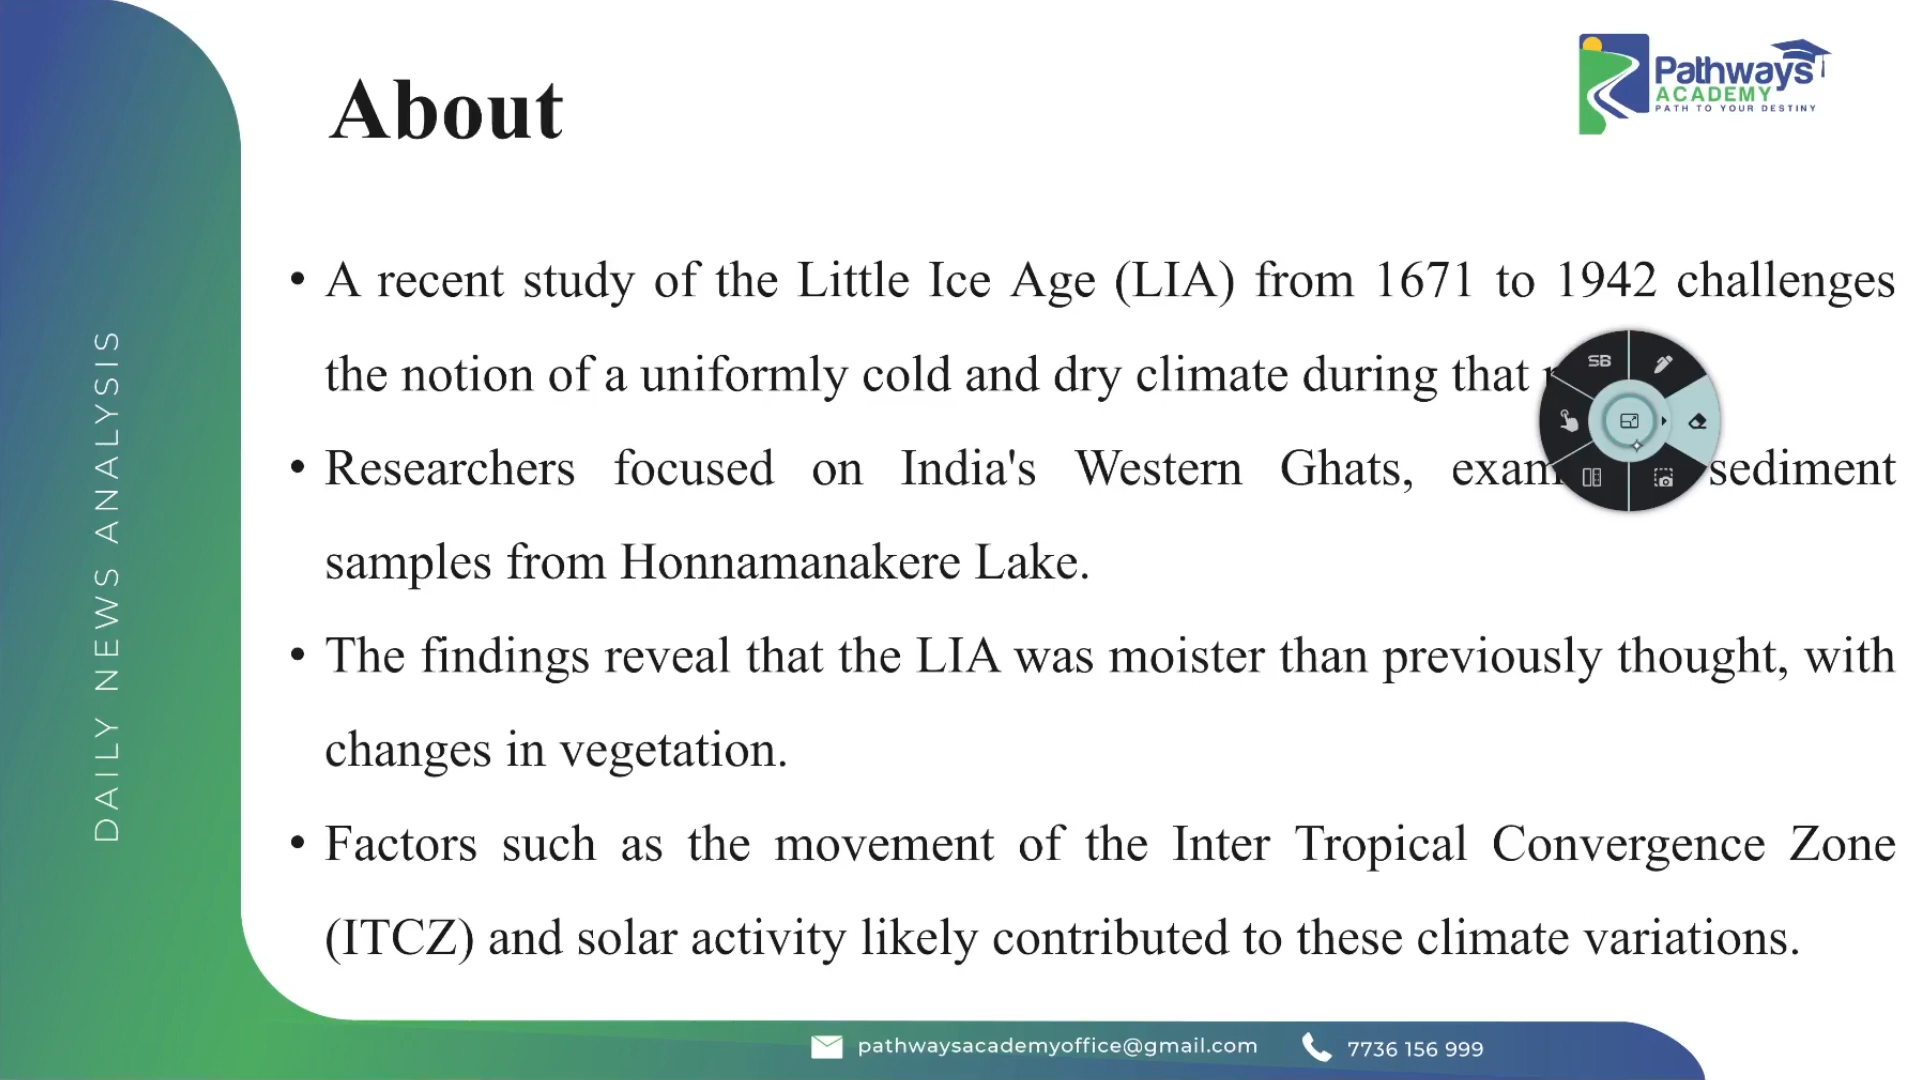 About
Pathways
ACADEMY
PATH TO YOUR DESTINY
• A recent study of the Little Ice Age (LIA) from 1671 to 1942 challenges
the notion of a uniformly cold and dry climate during that
• Researchers focused on India's Western Ghats, sediment
samples from Honnamanakere Lake.
• The findings reveal that the LIA was moister than previously thought, with
changes in vegetation.
• Factors such as the movement of the Inter Tropical Convergence Zone
(ITCZ) and solar activity likely contributed to these climate variations.
SB
DAILY NEWS ANALYSIS
pathwaysacademyoffice@gmail.com
7736 156 999